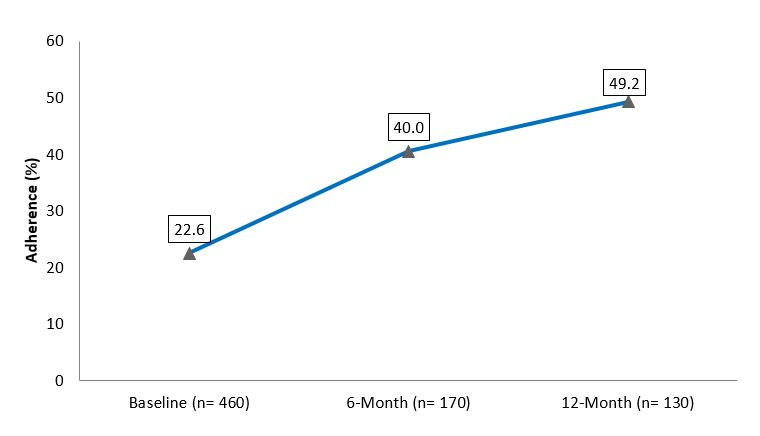 60
50
40
30
20
10
0
Adherence (%)
22.6
40.0
49.2
Baseline (n= 460)
6-Month (n= 170)
12-Month (n= 130)